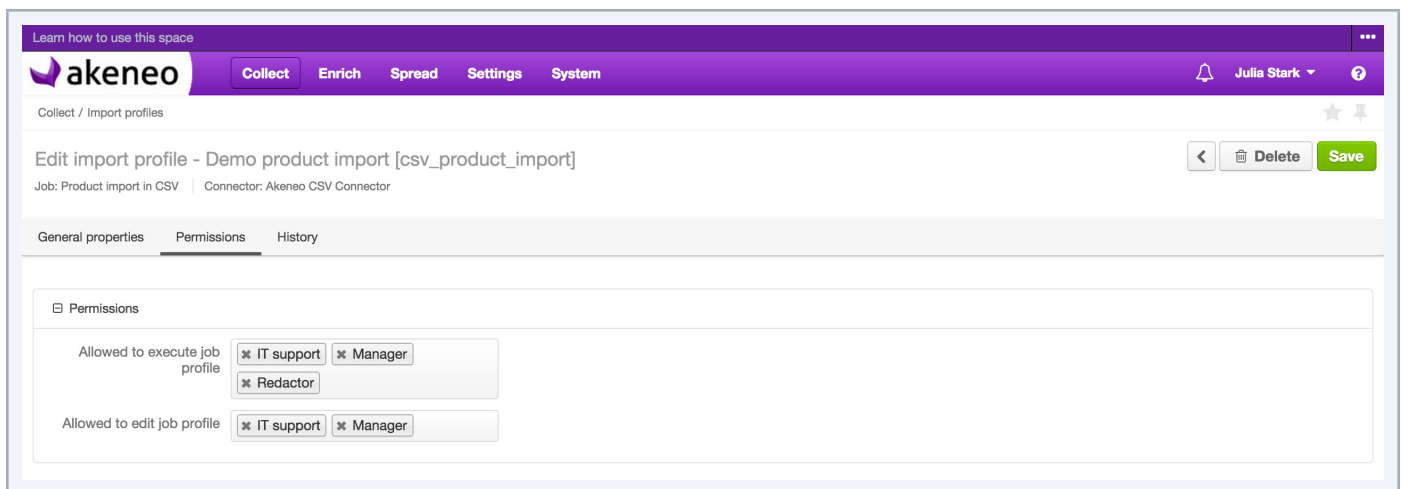 Learn how to use this space
akeneo Collect Enrich Spread Settings System Julia Stark
Collect / Import profiles
Edit import profile - Demo product import [csv_product_import] Delete Save
Job: Product import in CSV Connector: Akeneo CSV Connector
General properties Permissions History
Permissions
Allowed to execute job profile IT support Manager
Redactor
Allowed to edit job profile IT support Manager